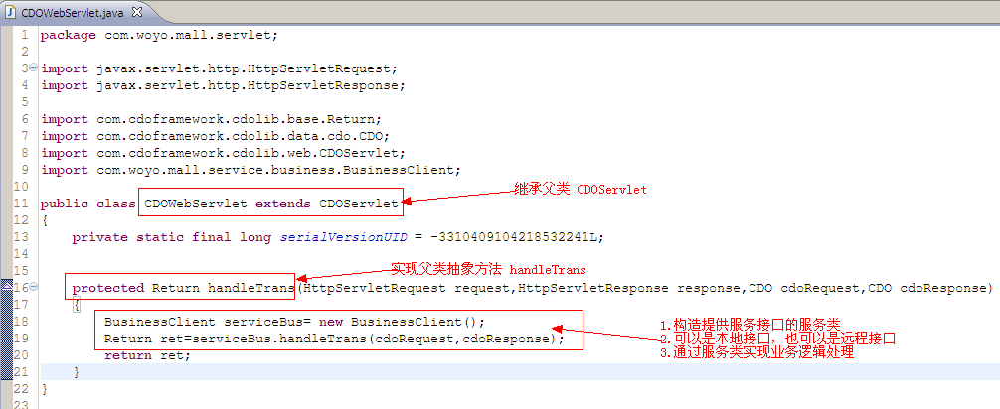 CDOWebServlet.java
1 package com.woyo.mall.servlet;
2
3 import javax.servlet.http.HttpServletRequest;
4 import javax.servlet.http.HttpServletResponse;
5
6 import com.cdoframework.cdolib.base.Return;
7 import com.cdoframework.cdolib.data.cdo.CDO;
8 import com.cdoframework.cdolib.web.CDOServlet;
9 import com.woyo.mall.service.business.BusinessClient;
10
继承父类 CDOServlet
11 public class CDOWebServlet extends CDOServlet
12 {
13 private static final long serialVersionUID = -3310409104218532241L;
14
15
实现父类抽象方法 handleTrans
16 protected Return handleTrans(HttpServletRequest request,HttpServletResponse response,CDO cdoRequest,CDO cdoResponse)
17 {
18 BusinessClient serviceBus= new BusinessClient();
19 Return ret=serviceBus.handleTrans(cdoRequest,cdoResponse);
20 return ret;
21 }
22 }
23
1.构造提供服务接口的服务类
2.可以是本地接口，也可以是远程接口
3.通过服务类实现业务逻辑处理